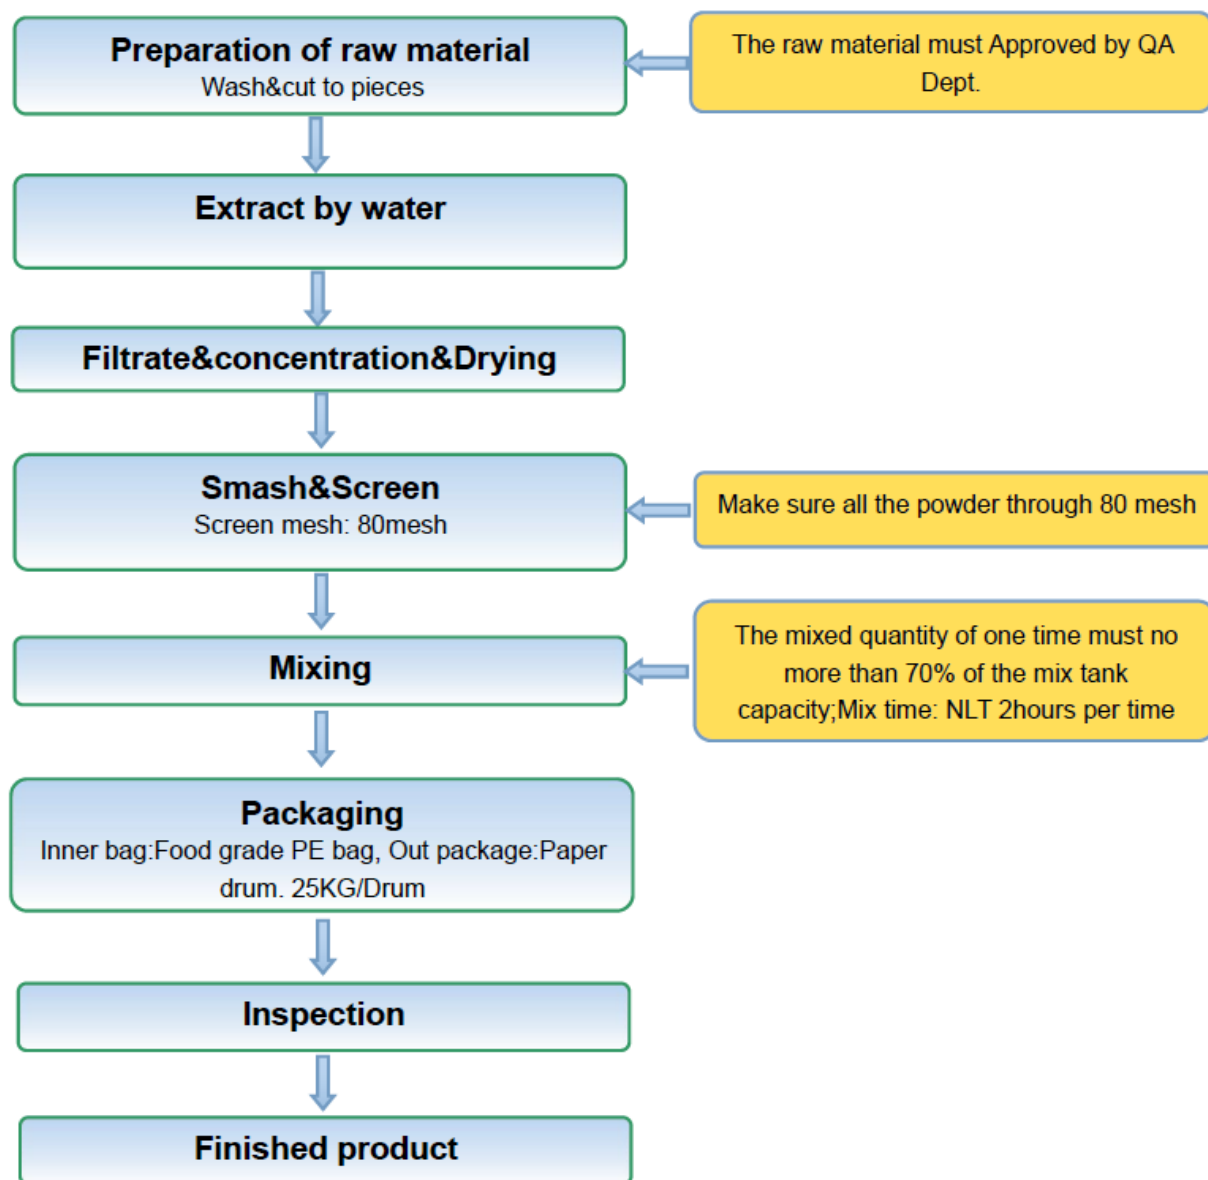 Preparation of raw material
Wash&cut to pieces
The raw material must Approved by QA
Dept.
Extract by water
Filtrate&concentration&Drying
Smash&Screen
Screen mesh: 80mesh
Make sure all the powder through 80 mesh
Mixing
The mixed quantity of one time must no
more than 70% of the mix tank
capacity;Mix time: NLT 2hours per time
Packaging
Inner bag:Food grade PE bag, Out package:Paper
drum. 25KG/Drum
Inspection
Finished product